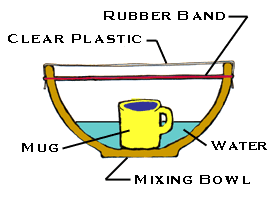 Rubber Band
Clear Plastic
Mug
Water
Mixing Bowl